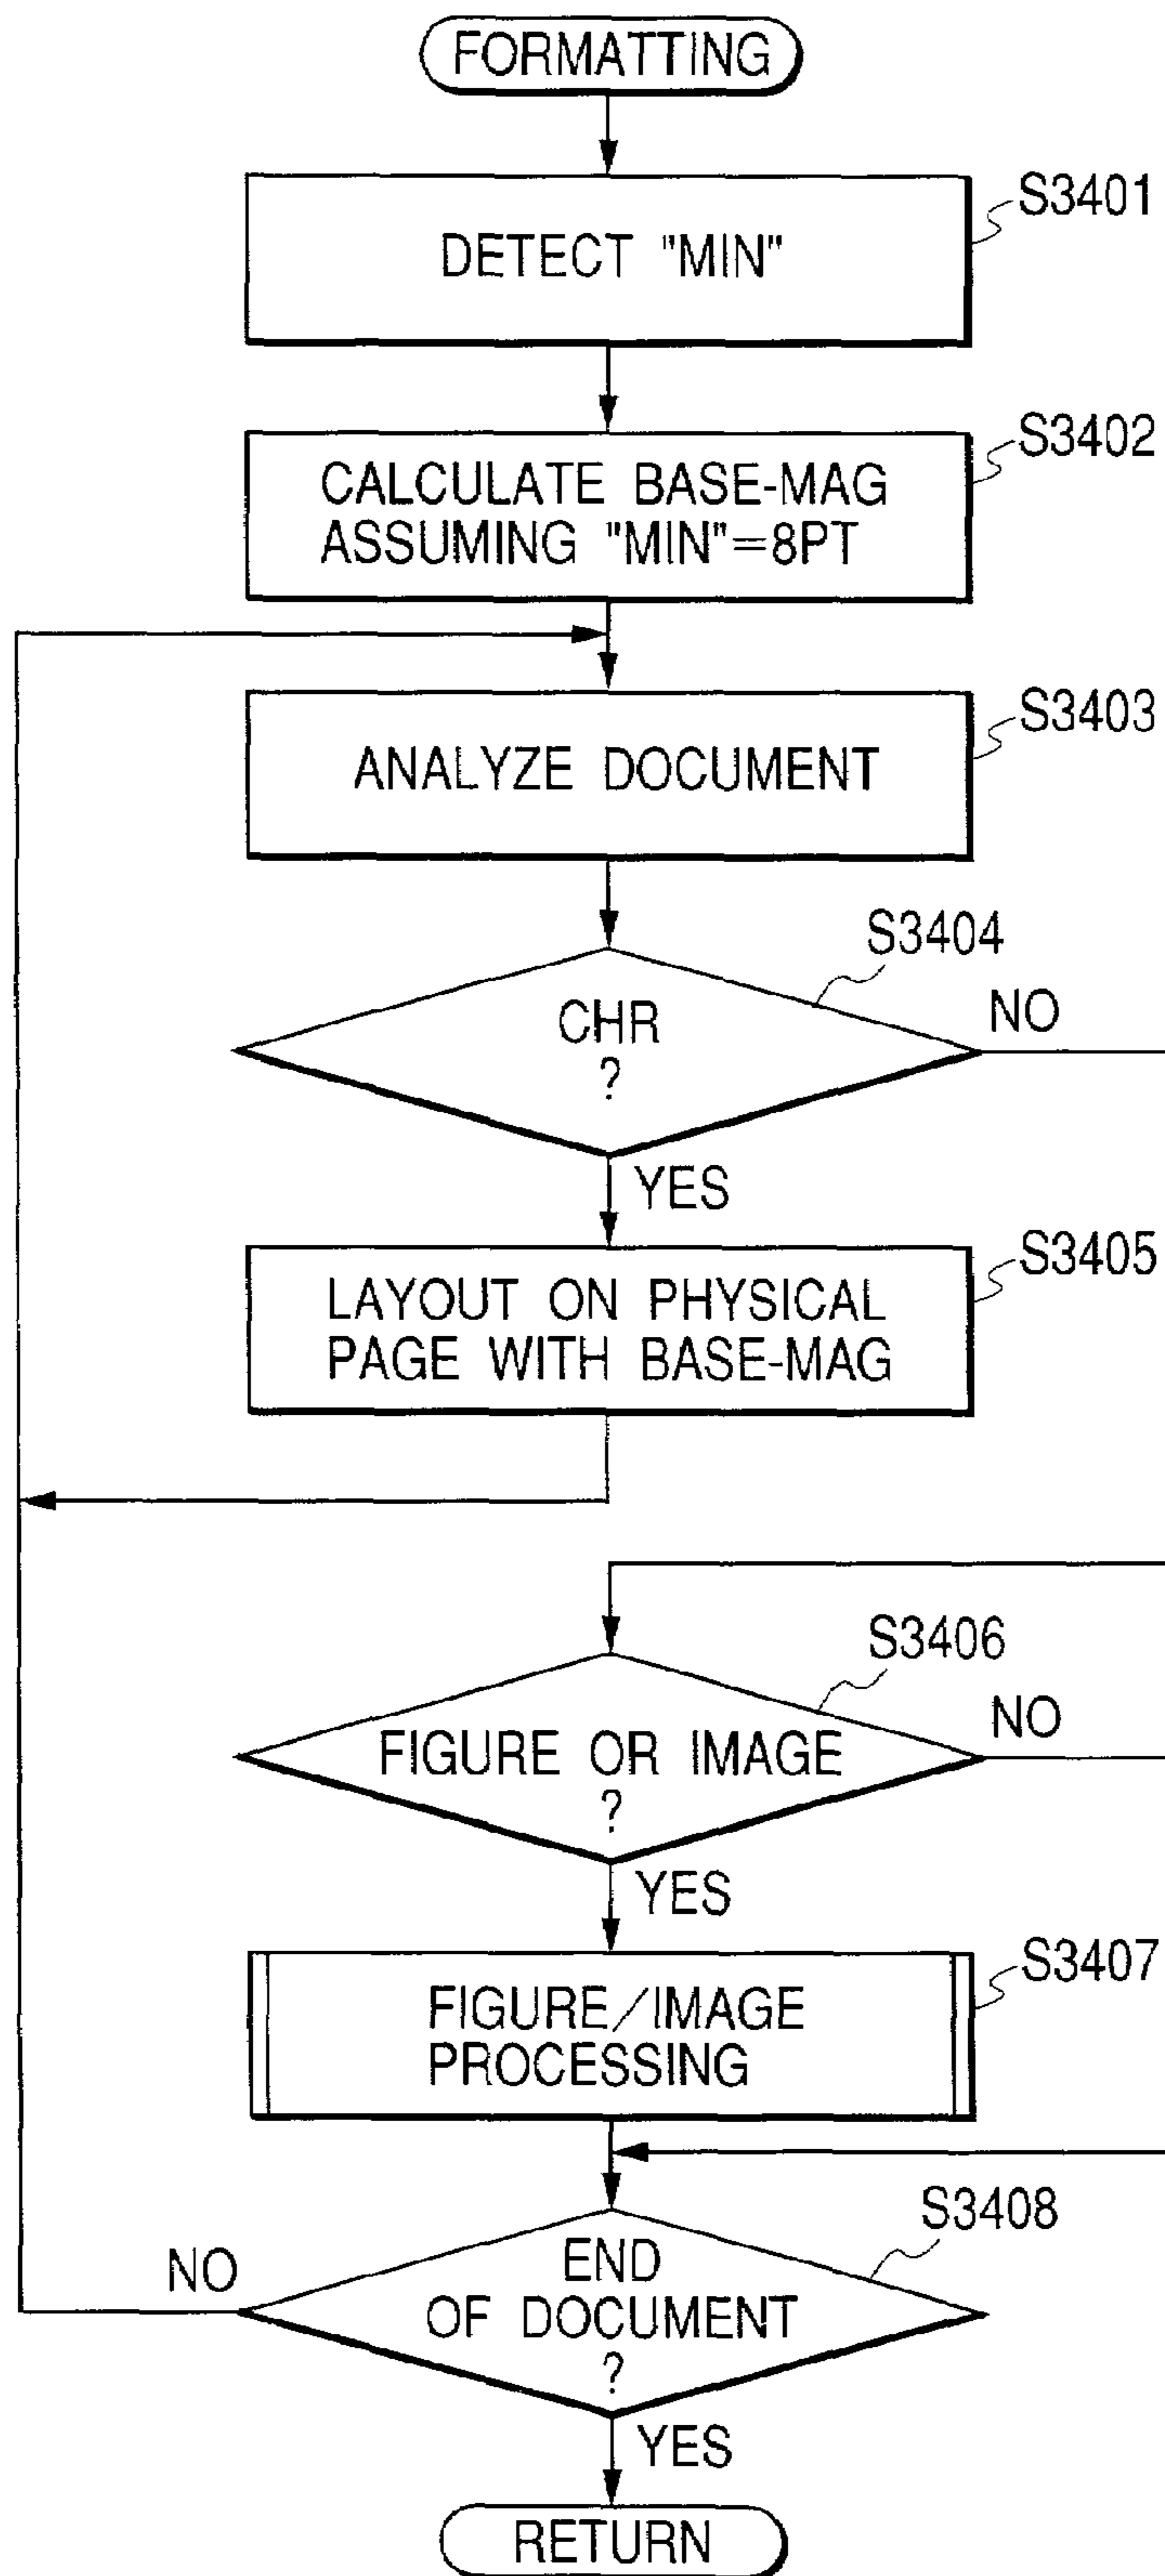 FORMATTING
S3401
DETECT "MIN"
S3402
CALCULATE BASE-MAG
ASSUMING "MIN"=8PT
S3403
ANALYZE DOCUMENT
S3404
CHR
?
NO
YES
S3405
LAYOUT ON PHYSICAL
PAGE WITH BASE-MAG
S3406
FIGURE OR IMAGE
?
NO
YES
S3407
FIGURE/IMAGE
PROCESSING
S3408
END
OF DOCUMENT
?
NO
YES
RETURN